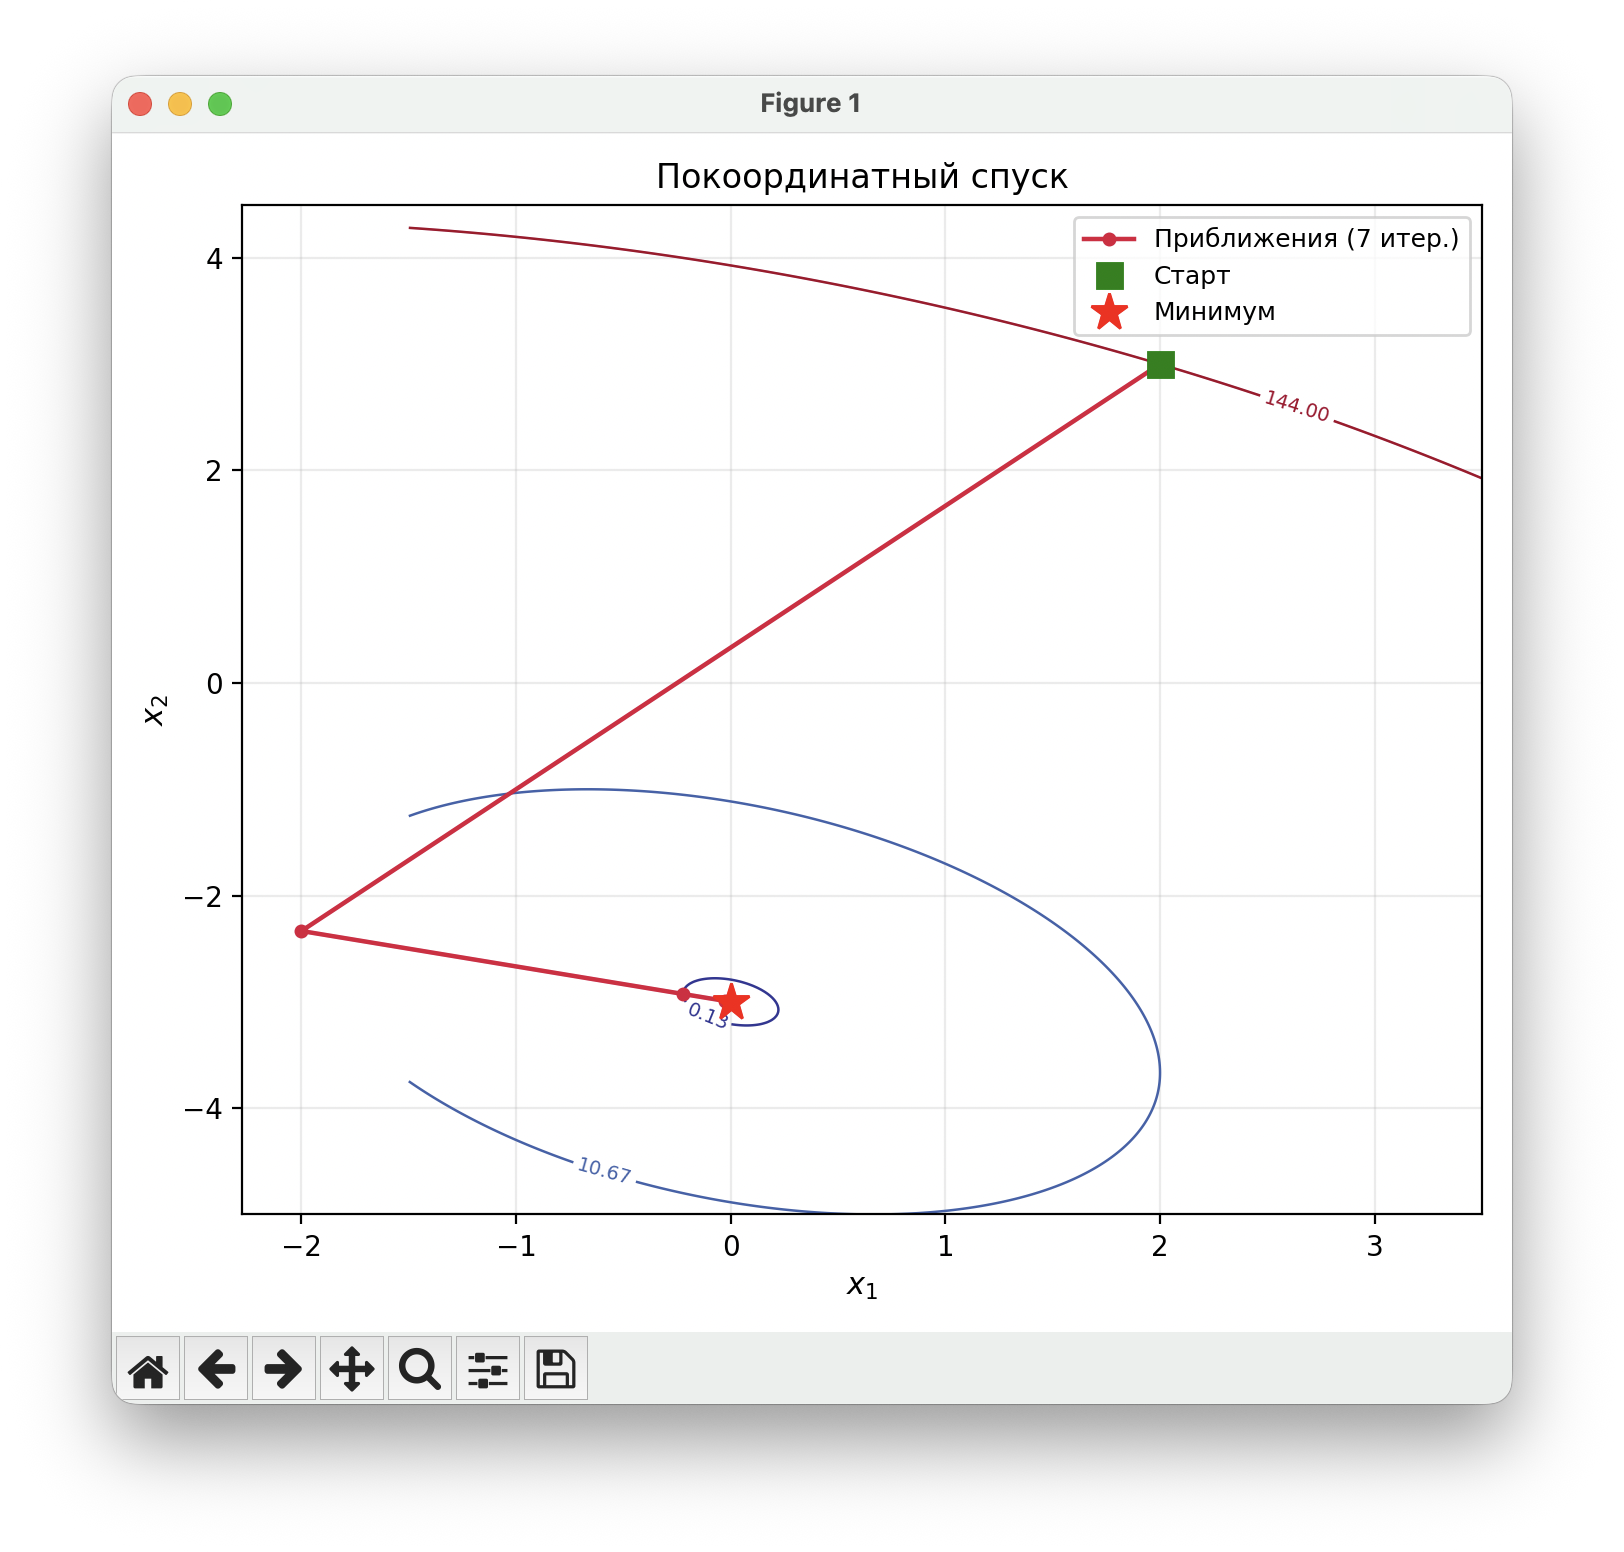 Figure 1
Покоординатный спуск
Приближения (7 итер.)
Старт
Минимум
4
2
0
−2
−4
x₂
144.00
0.13
10.67
−2
−1
0
1
2
3
x₁